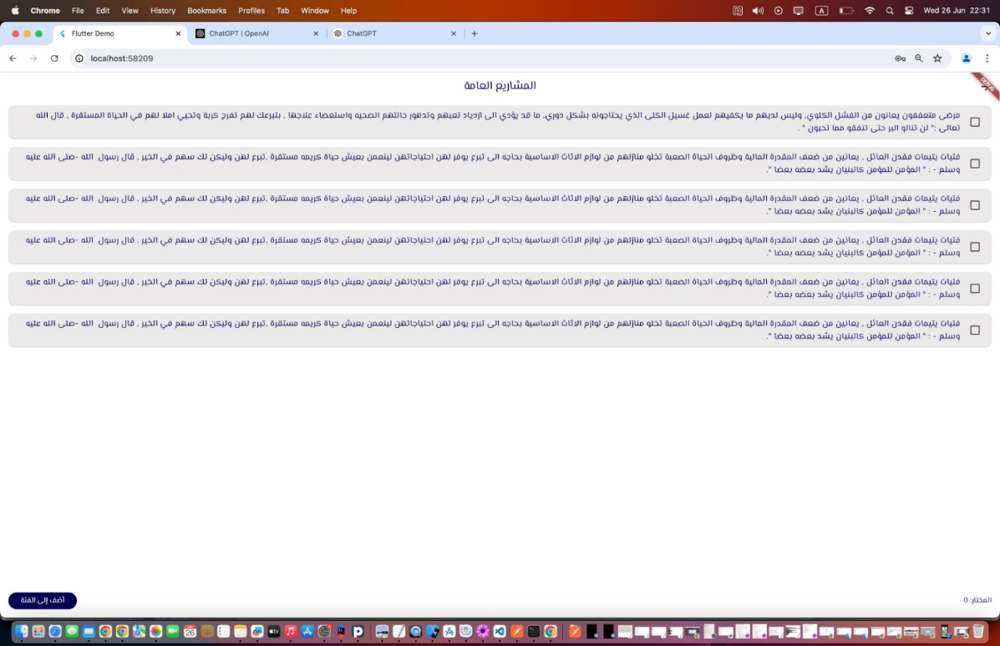 Chrome File Edit View History Bookmarks Profiles Tab Window Help Wed 26 Jun 22:31
Flutter Demo ChatGPT | OpenAI ChatGPT
localhost:58209
المشاريع العامة
DEBUG
مرضى متعففون يعانون من الفشل الكلوي, وليس لديهم ما يكفيهم لعمل غسيل الكلى الذي يحتاجونه بشكل دوري, ما قد يؤدي الى ازدياد تعبهم وتدهور حالتهم الصحيه واستعصاء علاجها , بتبرعك لهم تفرج كربة وتحيي املا لهم في الحياة المستقرة , قال الله
تعالى :" لن تنالو البر حتى تنفقو مما تحبون " .
فتيات يتيمات فقدن العائل , يعانين من ضعف المقدرة المالية وظروف الحياة الصعبة تخلو منازلهم من لوازم الاثاث الاساسية بحاجه الى تبرع يوفر لهن احتياجاتهن لينعمن بعيش حياة كريمه مستقرة ,تبرع لهن وليكن لك سهم في الخير , قال رسول الله -صلى الله عليه
وسلم - : " المؤمن للمؤمن كالبنيان يشد بعضه بعضا ".
فتيات يتيمات فقدن العائل , يعانين من ضعف المقدرة المالية وظروف الحياة الصعبة تخلو منازلهم من لوازم الاثاث الاساسية بحاجه الى تبرع يوفر لهن احتياجاتهن لينعمن بعيش حياة كريمه مستقرة ,تبرع لهن وليكن لك سهم في الخير , قال رسول الله -صلى الله عليه
وسلم - : " المؤمن للمؤمن كالبنيان يشد بعضه بعضا ".
فتيات يتيمات فقدن العائل , يعانين من ضعف المقدرة المالية وظروف الحياة الصعبة تخلو منازلهم من لوازم الاثاث الاساسية بحاجه الى تبرع يوفر لهن احتياجاتهن لينعمن بعيش حياة كريمه مستقرة ,تبرع لهن وليكن لك سهم في الخير , قال رسول الله -صلى الله عليه
وسلم - : " المؤمن للمؤمن كالبنيان يشد بعضه بعضا ".
فتيات يتيمات فقدن العائل , يعانين من ضعف المقدرة المالية وظروف الحياة الصعبة تخلو منازلهم من لوازم الاثاث الاساسية بحاجه الى تبرع يوفر لهن احتياجاتهن لينعمن بعيش حياة كريمه مستقرة ,تبرع لهن وليكن لك سهم في الخير , قال رسول الله -صلى الله عليه
وسلم - : " المؤمن للمؤمن كالبنيان يشد بعضه بعضا ".
فتيات يتيمات فقدن العائل , يعانين من ضعف المقدرة المالية وظروف الحياة الصعبة تخلو منازلهم من لوازم الاثاث الاساسية بحاجه الى تبرع يوفر لهن احتياجاتهن لينعمن بعيش حياة كريمه مستقرة ,تبرع لهن وليكن لك سهم في الخير , قال رسول الله -صلى الله عليه
وسلم - : " المؤمن للمؤمن كالبنيان يشد بعضه بعضا ".
المختار: 0
أضف إلى الفئة
26